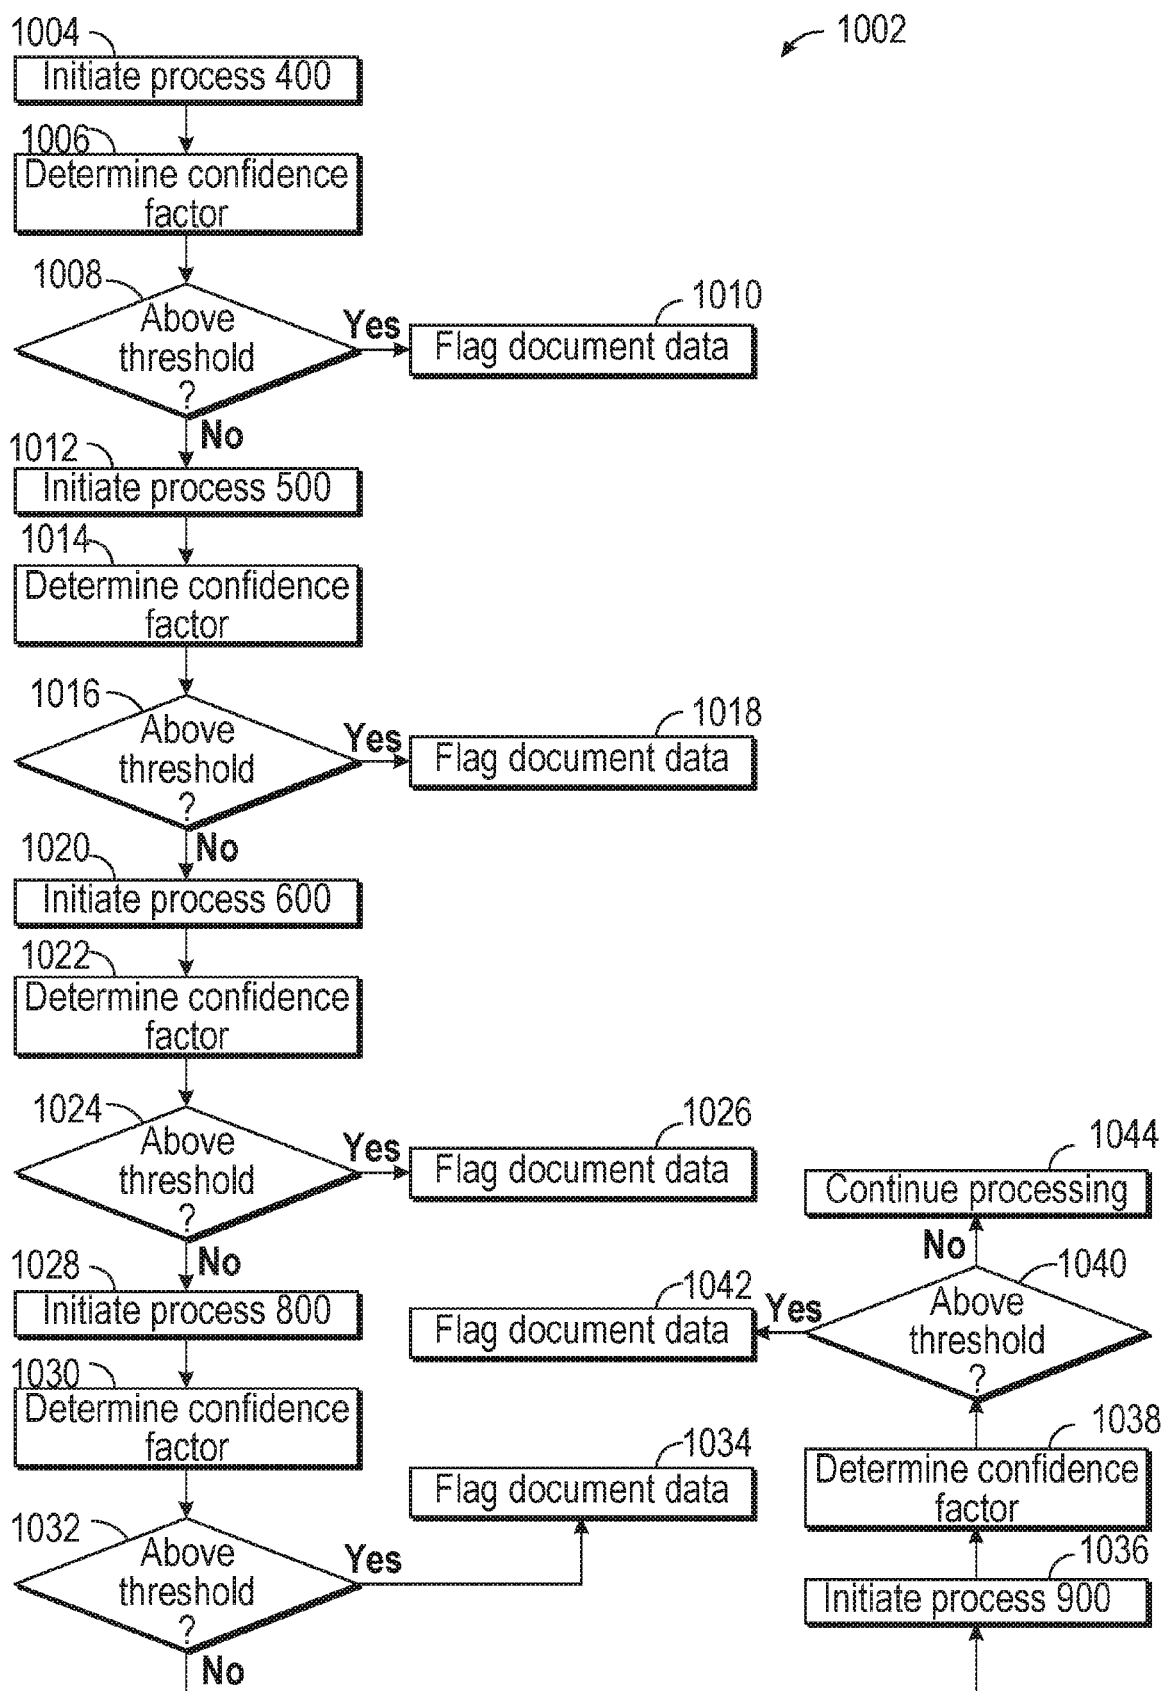 1002
1004
Initiate process 400
1006
Determine confidence
factor
1008
Above
threshold
?
Yes
1010
Flag document data
No
1012
Initiate process 500
1014
Determine confidence
factor
1016
Above
threshold
?
Yes
1018
Flag document data
No
1020
Initiate process 600
1022
Determine confidence
factor
1024
Above
threshold
?
Yes
1026
Flag document data
No
1028
Initiate process 800
1030
Determine confidence
factor
1032
Above
threshold
?
Yes
1034
Flag document data
No
1036
Initiate process 900
1038
Determine confidence
factor
1040
Above
threshold
?
Yes
1042
Flag document data
No
1044
Continue processing